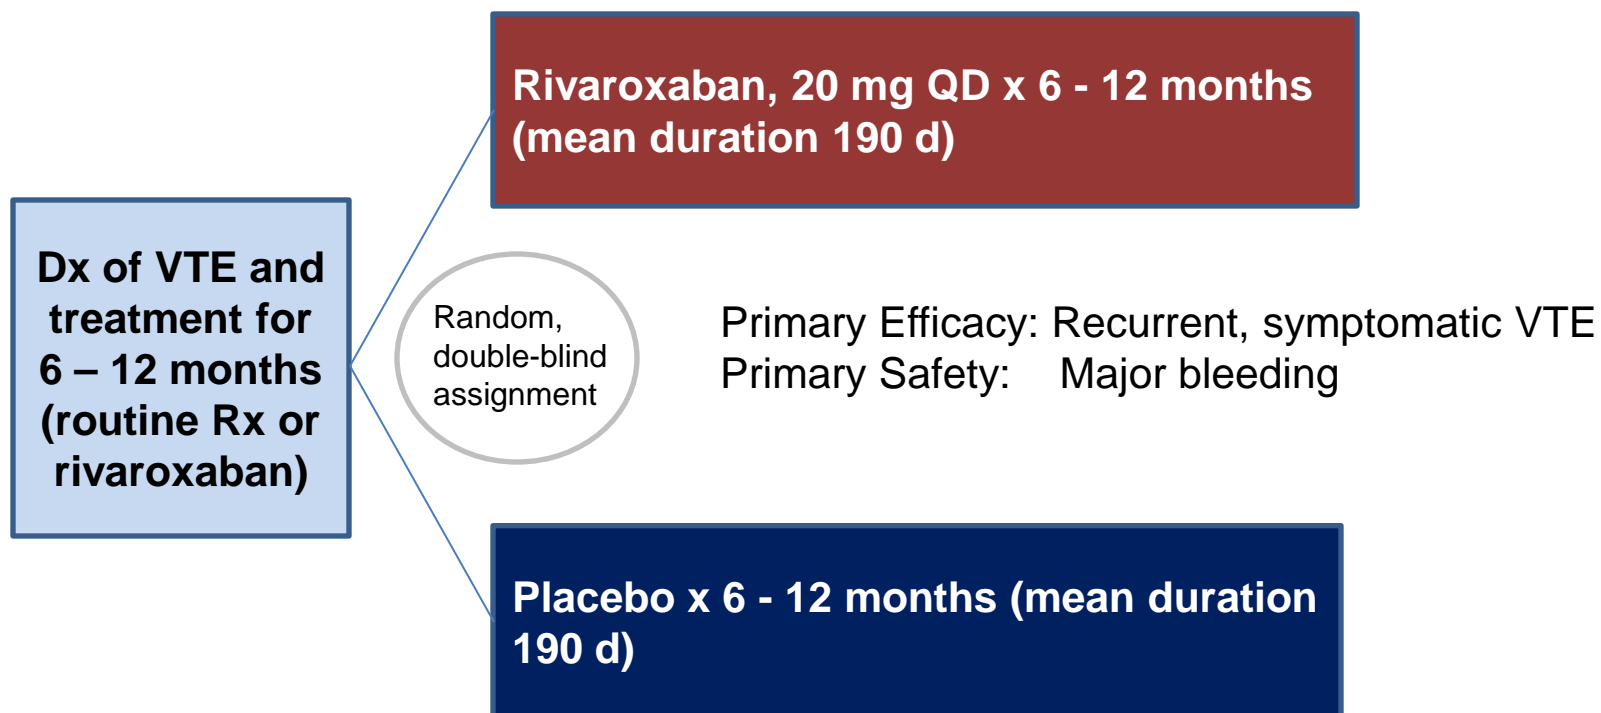 Rivaroxaban, 20 mg QD x 6 - 12 months
(mean duration 190 d)
Dx of VTE and
treatment for
6 – 12 months
(routine Rx or
rivaroxaban)
Random,
double-blind
assignment
Primary Efficacy: Recurrent, symptomatic VTE
Primary Safety: Major bleeding
Placebo x 6 - 12 months (mean duration
190 d)